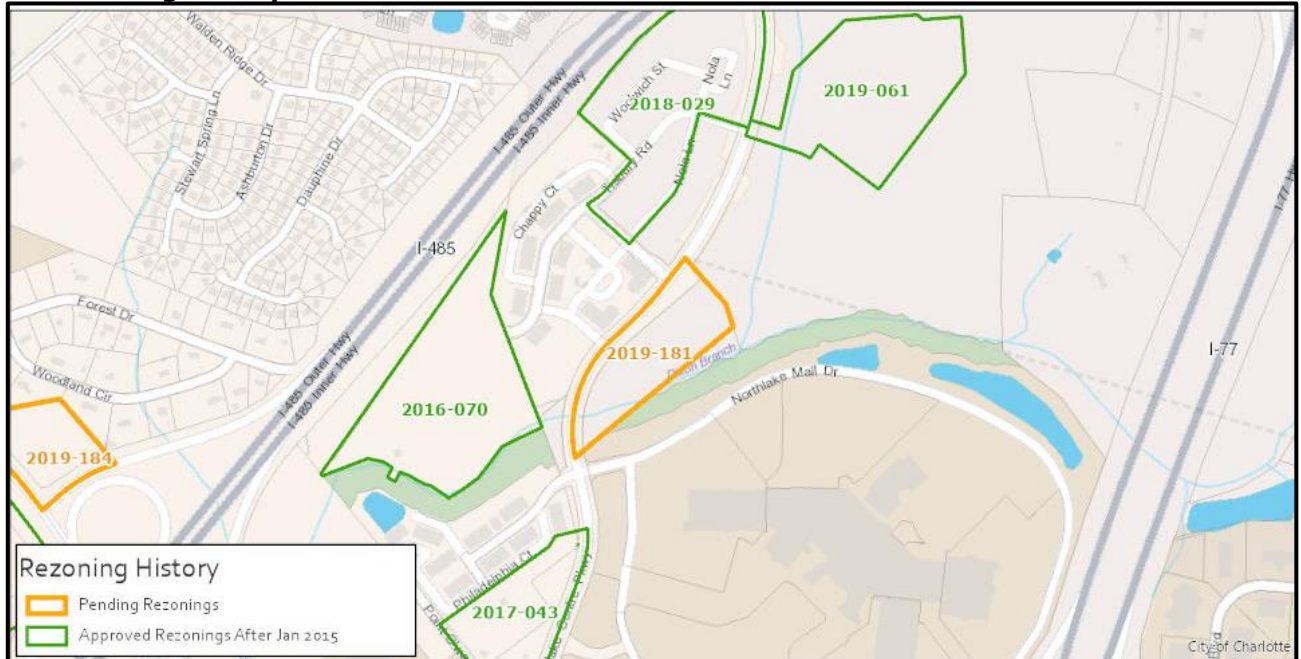 Walden Ridge Dr
Stewart Spring Ln
Ashburton Dr
Dauphine Dr
I-485 Outer Hwy
I-485 Inner Hwy
Woolwich St
Nola
Ln
2018-029
2019-061
Nola Ln
Chappy Ct
I-485
I-77
Forest Dr
Woodland Cir
I-485 Outer Hwy
I-485 Inner Hwy
2019-181
Northlake Mall Dr
2016-070
2019-184
Philadelphia Ct
2017-043
Rezoning History
Pending Rezonings
Approved Rezonings After Jan 2015
City of Charlotte